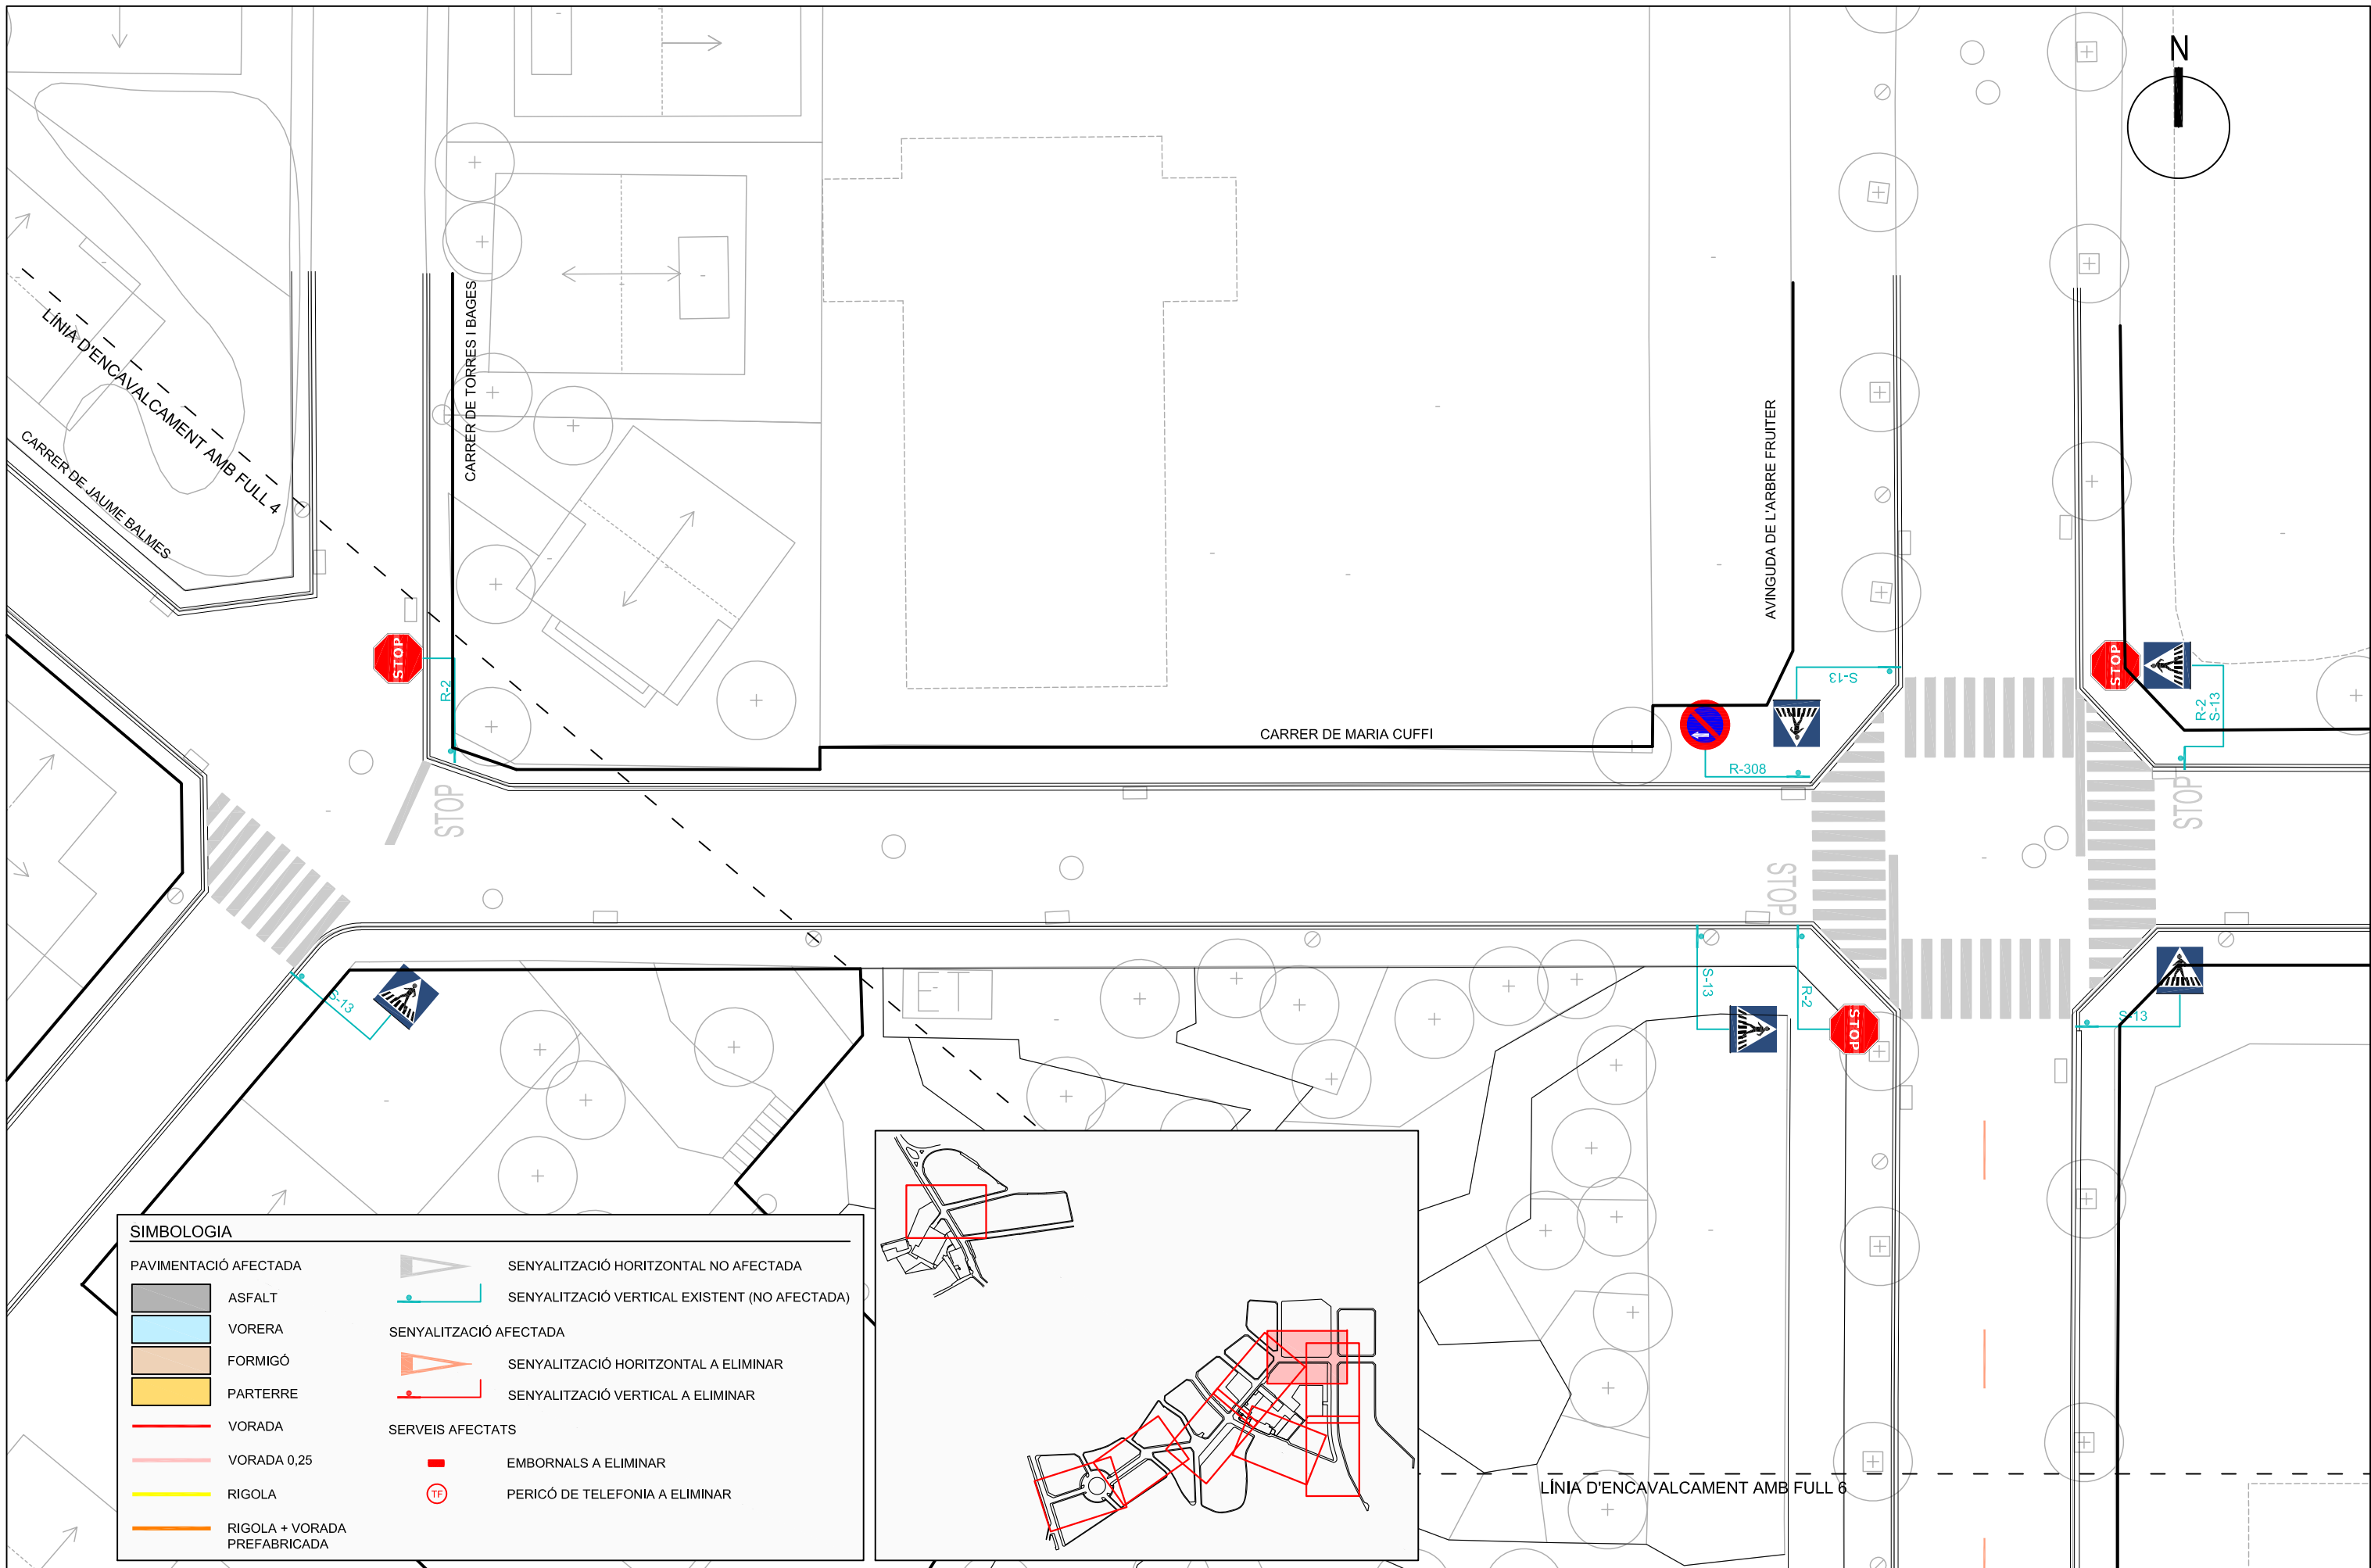 N
LÍNIA D'ENCAVALCAMENT AMB FULL 4
CARRER DE JAUME BALMES
CARRER DE TORRES I BAGES
AVINGUDA DE L'ARBRE FRUITER
STOP
R-2
STOP
CARRER DE MARIA CUFFI
R-308
S-13
STOP
R-2
S-13
STOP
STOP
S-13
S-13
R-2
STOP
S-13
ET
LÍNIA D'ENCAVALCAMENT AMB FULL 6
SIMBOLOGIA
PAVIMENTACIÓ AFECTADA
ASFALT
VORERA
FORMIGÓ
PARTERRE
VORADA
VORADA 0,25
RIGOLA
RIGOLA + VORADA
PREFABRICADA
SENYALITZACIÓ HORITZONTAL NO AFECTADA
SENYALITZACIÓ VERTICAL EXISTENT (NO AFECTADA)
SENYALITZACIÓ AFECTADA
SENYALITZACIÓ HORITZONTAL A ELIMINAR
SENYALITZACIÓ VERTICAL A ELIMINAR
SERVEIS AFECTATS
EMBORNALS A ELIMINAR
TF
PERICÓ DE TELEFONIA A ELIMINAR